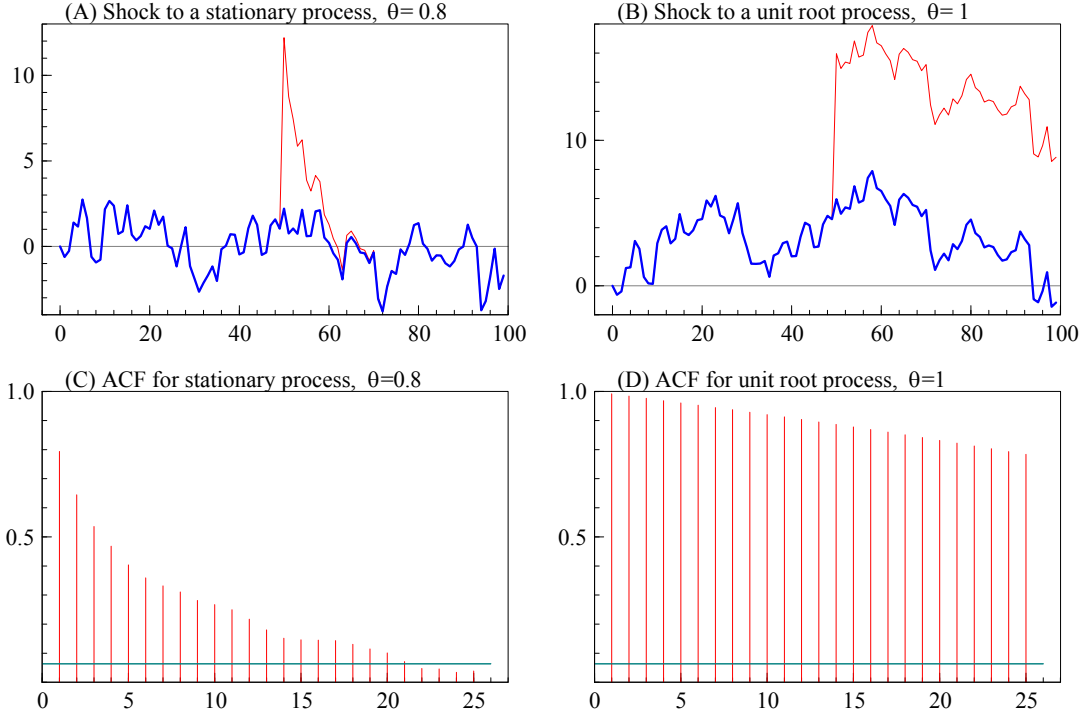 (A) Shock to a stationary process, θ= 0.8
10
5
0
0 20 40 60 80 100
(B) Shock to a unit root process, θ= 1
10
0
0 20 40 60 80 100
(C) ACF for stationary process, θ=0.8
1.0
0.5
0 5 10 15 20 25
(D) ACF for unit root process, θ=1
1.0
0.5
0 5 10 15 20 25